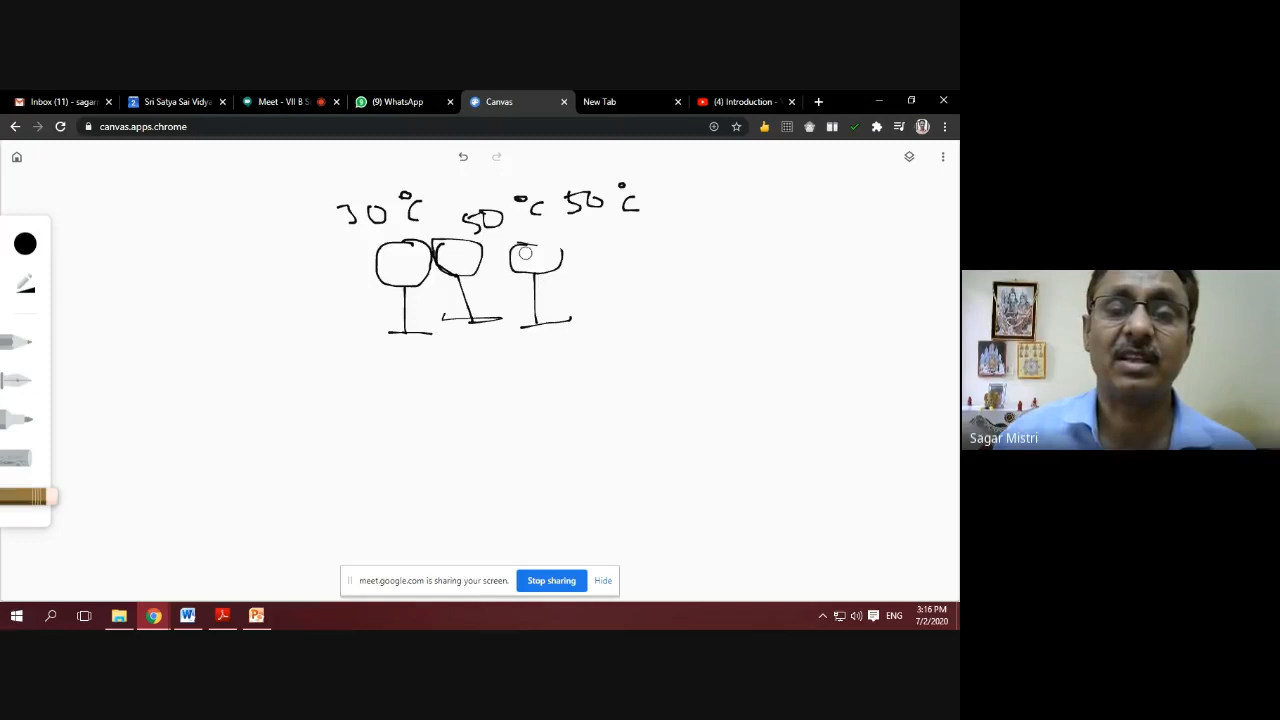 Inbox (11) - sagar
Sri Satya Sai Vidya
Meet - VII B S
(9) WhatsApp
Canvas
New Tab
(4) Introduction -
canvas.apps.chrome
30°C 50°C 50°C
Sagar Mistri
meet.google.com is sharing your screen.
Stop sharing
Hide
ENG
3:16 PM
7/2/2020